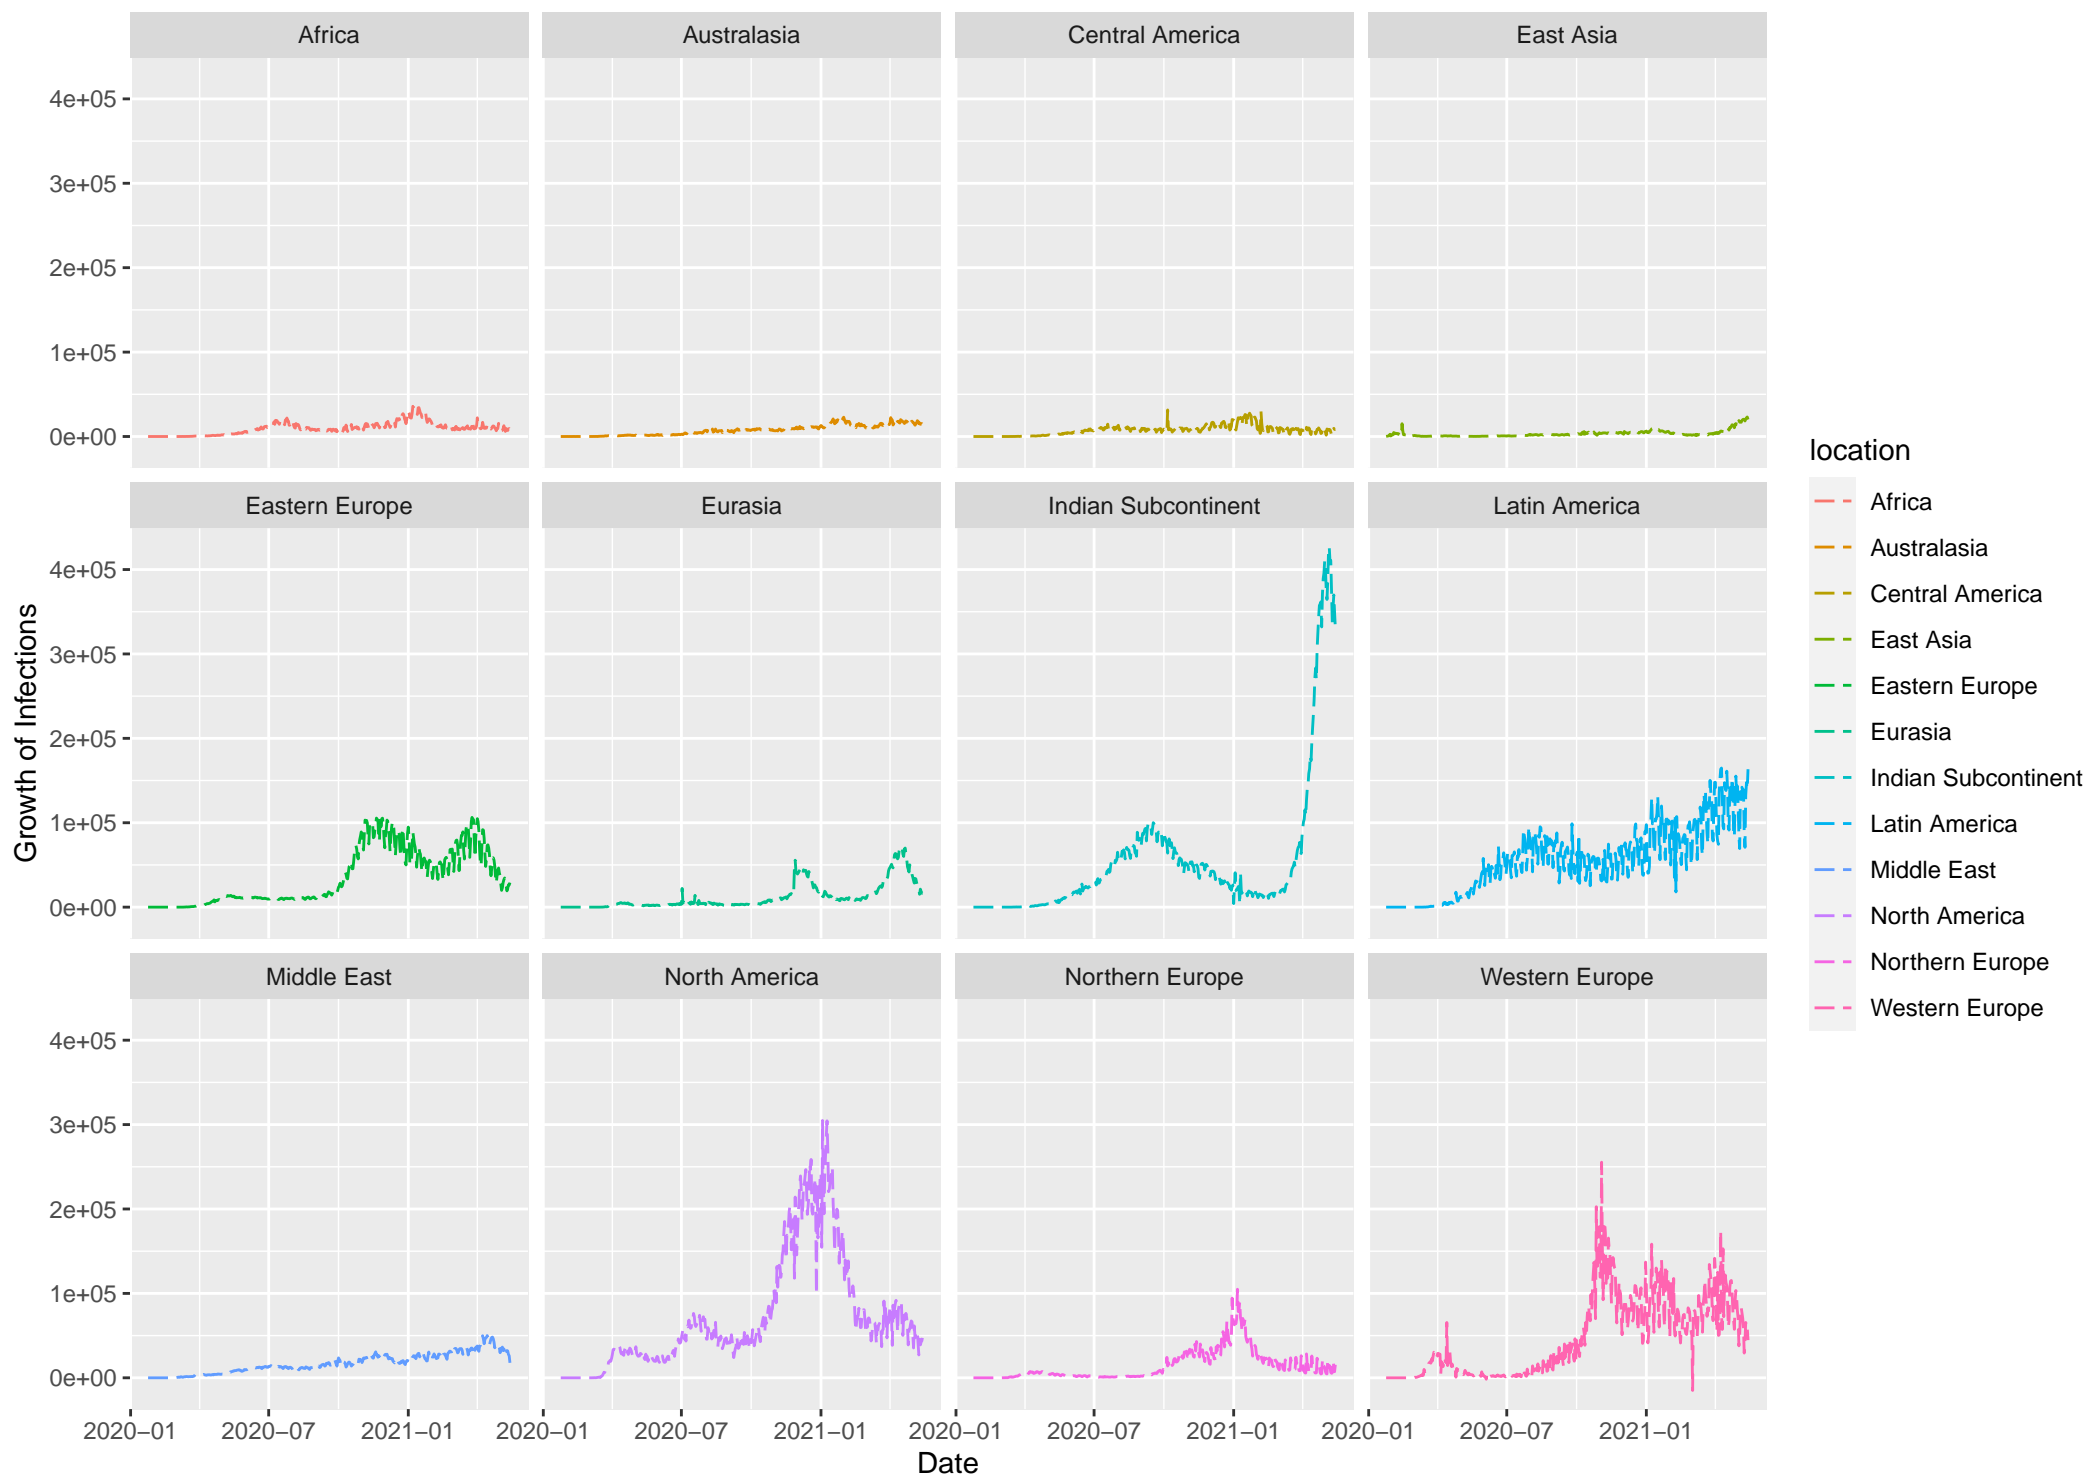 Africa
Australasia
Central America
East Asia
4e+05
3e+05
2e+05
1e+05
0e+00
Eastern Europe
Eurasia
Indian Subcontinent
Latin America
4e+05
3e+05
2e+05
1e+05
0e+00
Middle East
North America
Northern Europe
Western Europe
4e+05
3e+05
2e+05
1e+05
0e+00
2020−01
2020−07
2021−01
2020−01
2020−07
2021−01
2020−01
2020−07
2021−01
2020−01
2020−07
2021−01
Date
Growth of Infections
location
Africa
Australasia
Central America
East Asia
Eastern Europe
Eurasia
Indian Subcontinent
Latin America
Middle East
North America
Northern Europe
Western Europe